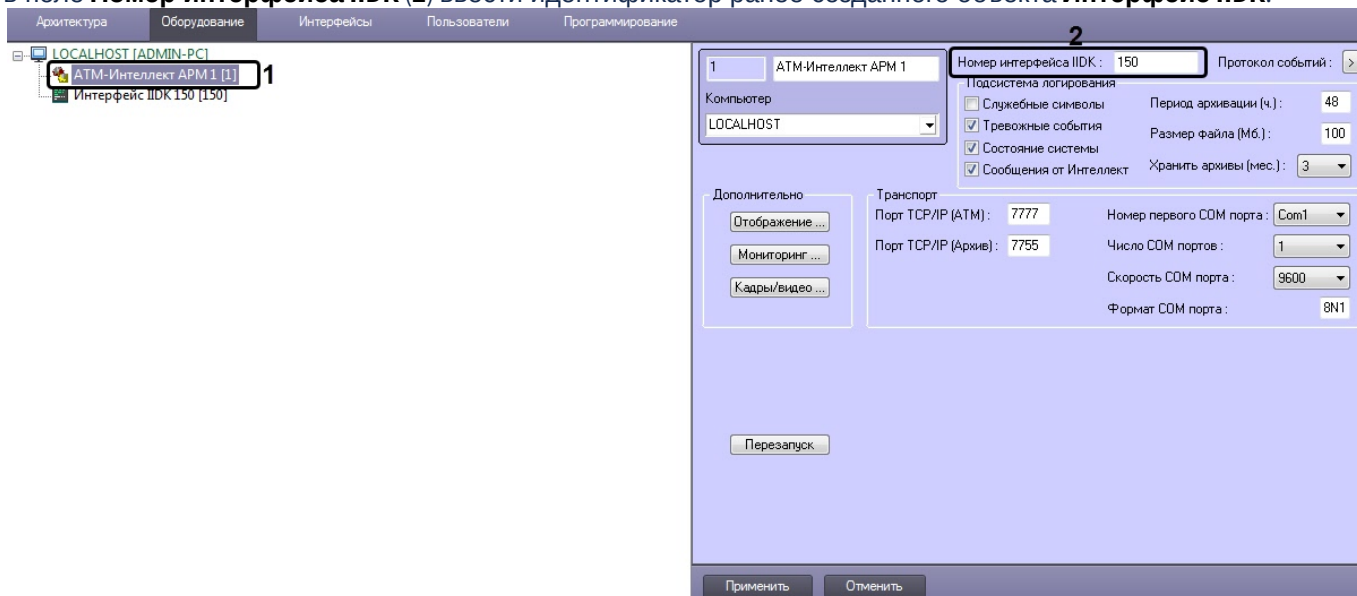 В поле Номер интерфейса IIDK (2) ввести идентификатор ранее созданного объекта Интерфейс IIDK.
Архитектура Оборудование Интерфейсы Пользователи Программирование
LOCALHOST [ADMIN-PC]
АТМ-Интеллект АРМ 1 [1] 1
Интерфейс IIDK 150 [150]
2
1 АТМ-Интеллект АРМ 1 Номер интерфейса IIDK : 150 Протокол событий : >
Компьютер
LOCALHOST
Подсистема логирования
Служебные символы Период архивации (ч.) : 48
Тревожные события Размер файла (Мб.) : 100
Состояние системы
Сообщения от Интеллект Хранить архивы (мес.) : 3
Дополнительно
Отображение ...
Мониторинг ...
Кадры/видео ...
Транспорт
Порт TCP/IP (АТМ) : 7777 Номер первого COM порта : Com1
Порт TCP/IP (Архив) : 7755 Число COM портов : 1
Скорость COM порта : 9600
Формат COM порта : 8N1
Перезапуск
Применить Отменить